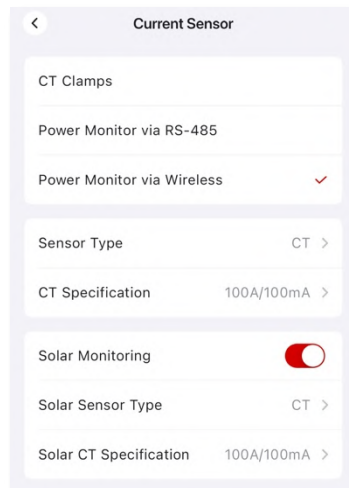 Current Sensor
CT Clamps
Power Monitor via RS-485
Power Monitor via Wireless
Sensor Type CT
CT Specification 100A/100mA
Solar Monitoring
Solar Sensor Type CT
Solar CT Specification 100A/100mA